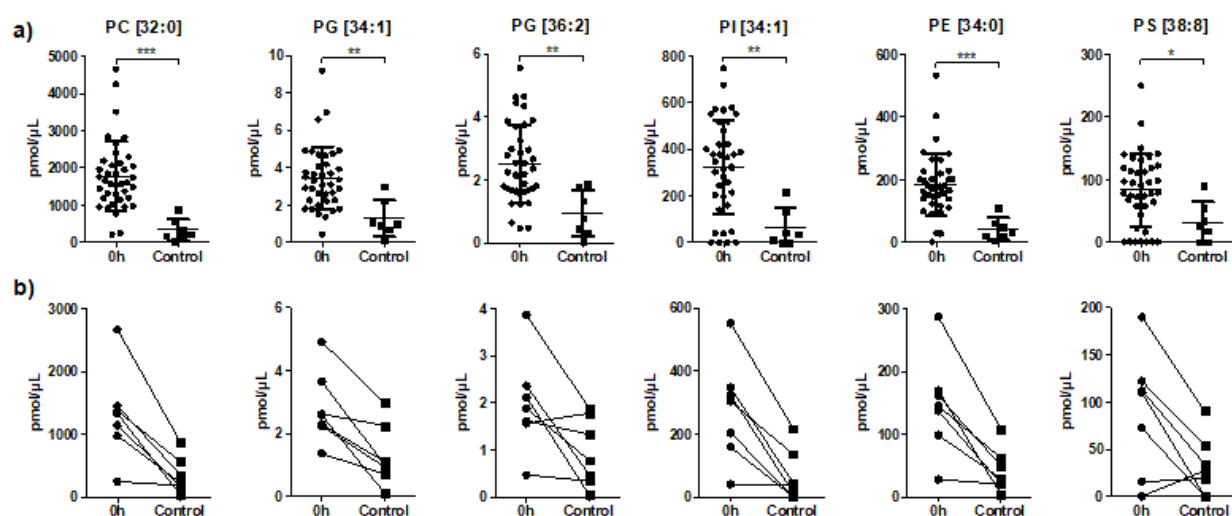 a)
PC [32:0]
PG [34:1]
PG [36:2]
PI [34:1]
PE [34:0]
PS [38:8]
pmol/µL
5000
4000
3000
2000
1000
0
***
0h Control
pmol/µL
10
8
6
4
2
0
**
0h Control
pmol/µL
6
4
2
0
**
0h Control
pmol/µL
800
600
400
200
0
**
0h Control
pmol/µL
600
400
200
0
***
0h Control
pmol/µL
300
200
100
0
*
0h Control
b)
pmol/µL
3000
2000
1000
0
0h Control
pmol/µL
6
4
2
0
0h Control
pmol/µL
4
3
2
1
0
0h Control
pmol/µL
600
400
200
0
0h Control
pmol/µL
300
200
100
0
0h Control
pmol/µL
200
150
100
50
0
0h Control